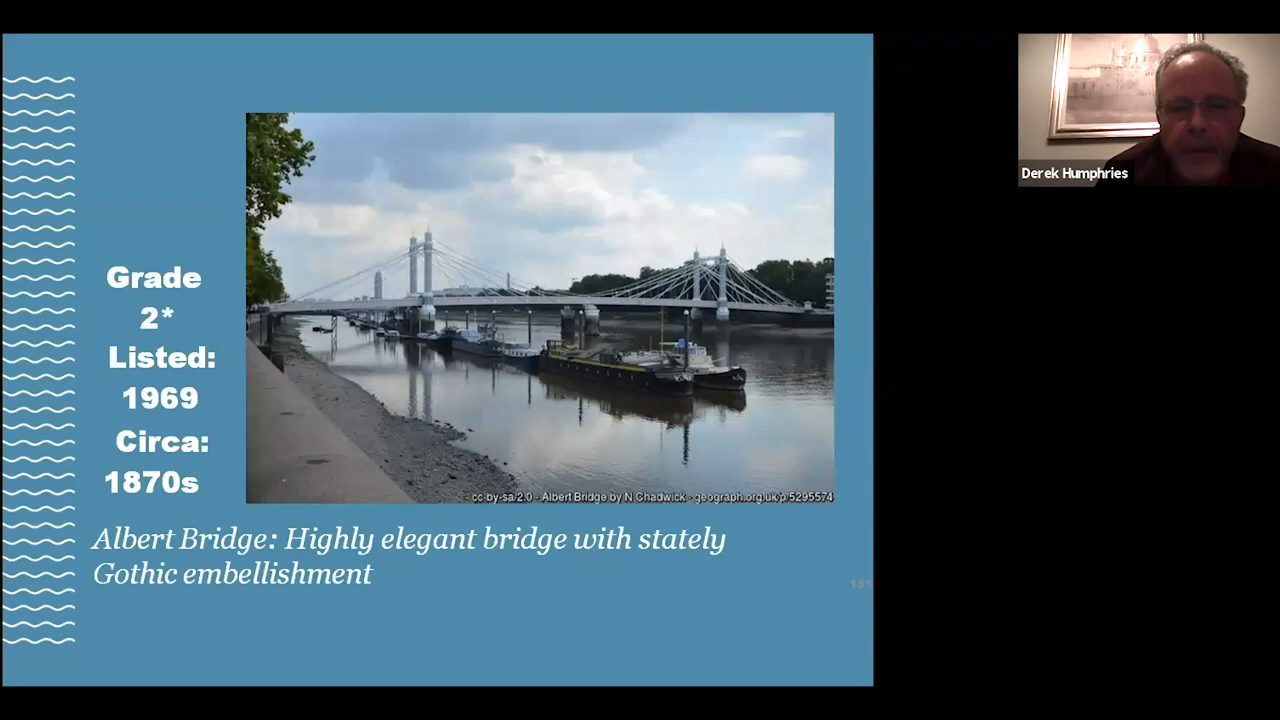 Grade
2*
Listed:
1969
Circa:
1870s
cc-by-sa/2.0 - Albert Bridge by N Chadwick - geograph.org.uk/p/5295574
Albert Bridge: Highly elegant bridge with stately
Gothic embellishment
161
Derek Humphries